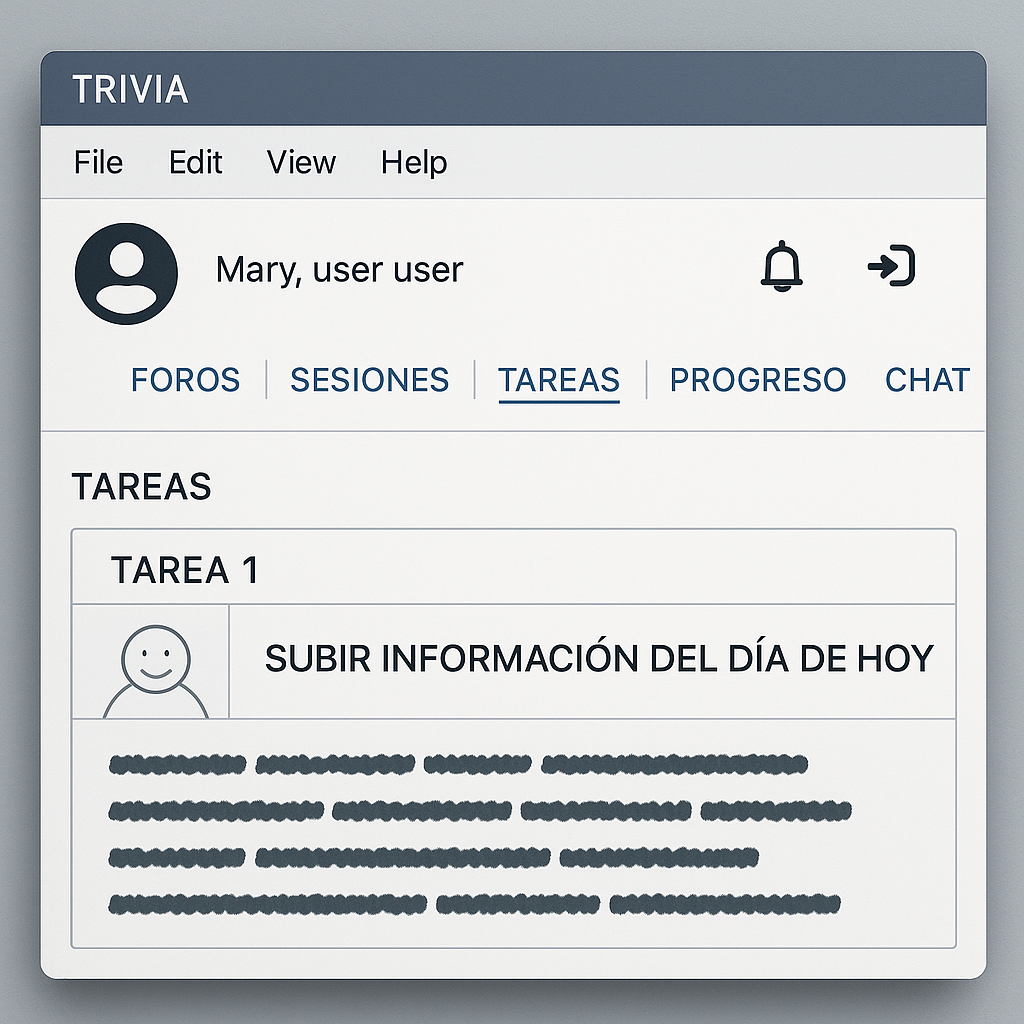 TRIVIA
File Edit View Help
Mary, user user
FOROS SESIONES TAREAS PROGRESO CHAT
TAREAS
TAREA 1
SUBIR INFORMACIÓN DEL DÍA DE HOY